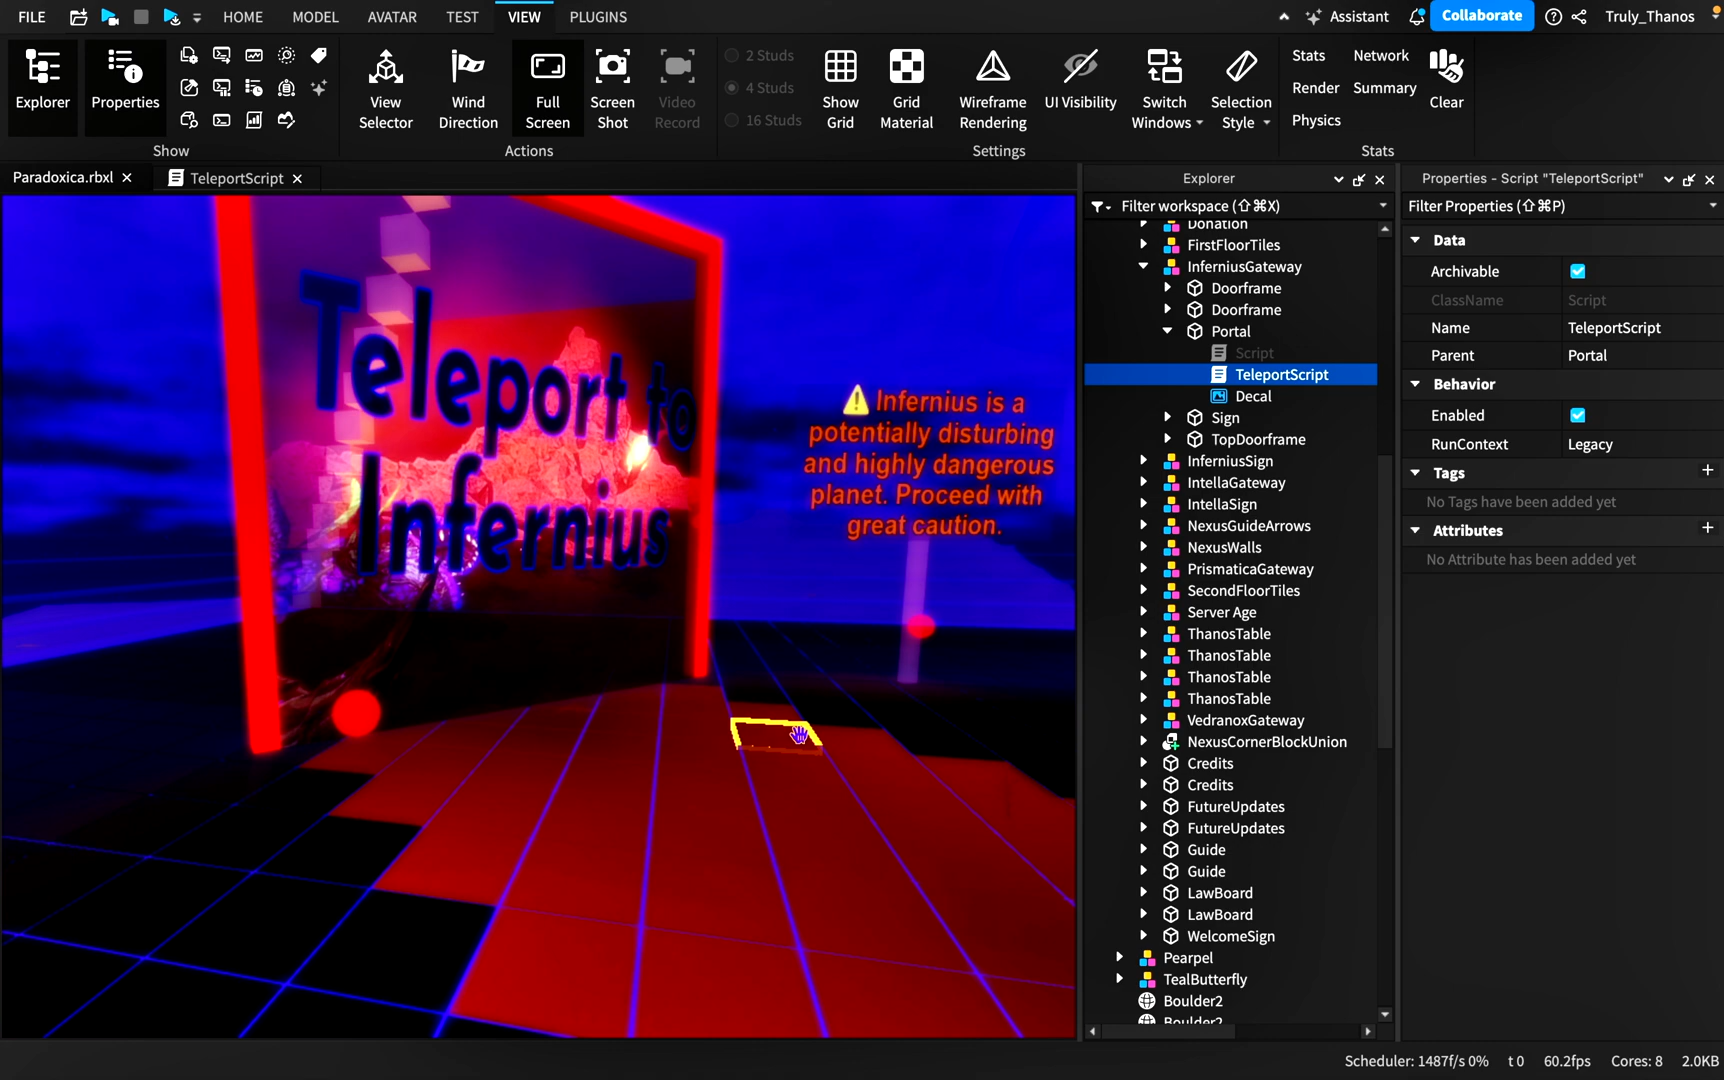 FILE HOME MODEL AVATAR TEST VIEW PLUGINS Assistant Collaborate Truly_Thanos
Explorer
Properties
Show
View Selector
Wind Direction
Full Screen
Screen Shot
Video Record
Actions
2 Studs
4 Studs
16 Studs
Show Grid
Grid Material
Wireframe Rendering
UI Visibility
Switch Windows
Selection Style
Settings
Stats Network
Render Summary
Physics
Clear
Stats
Paradoxica.rbxl
TeleportScript
Teleport to
Infernius
⚠ Infernius is a
potentially disturbing
and highly dangerous
planet. Proceed with
great caution.
Explorer
Filter workspace (⇧⌘X)
Donation
FirstFloorTiles
InferniusGateway
Doorframe
Doorframe
Portal
Script
TeleportScript
Decal
Sign
TopDoorframe
InferniusSign
IntellaGateway
IntellaSign
NexusGuideArrows
NexusWalls
PrismaticaGateway
SecondFloorTiles
Server Age
ThanosTable
ThanosTable
ThanosTable
ThanosTable
VedranoxGateway
NexusCornerBlockUnion
Credits
Credits
FutureUpdates
FutureUpdates
Guide
Guide
LawBoard
LawBoard
WelcomeSign
Pearpel
TealButterfly
Boulder2
Boulder2
Properties - Script "TeleportScript"
Filter Properties (⇧⌘P)
Data
Archivable
ClassName Script
Name TeleportScript
Parent Portal
Behavior
Enabled
RunContext Legacy
Tags
No Tags have been added yet
Attributes
No Attribute has been added yet
Scheduler: 1487f/s 0% t 0 60.2fps Cores: 8 2.0KB